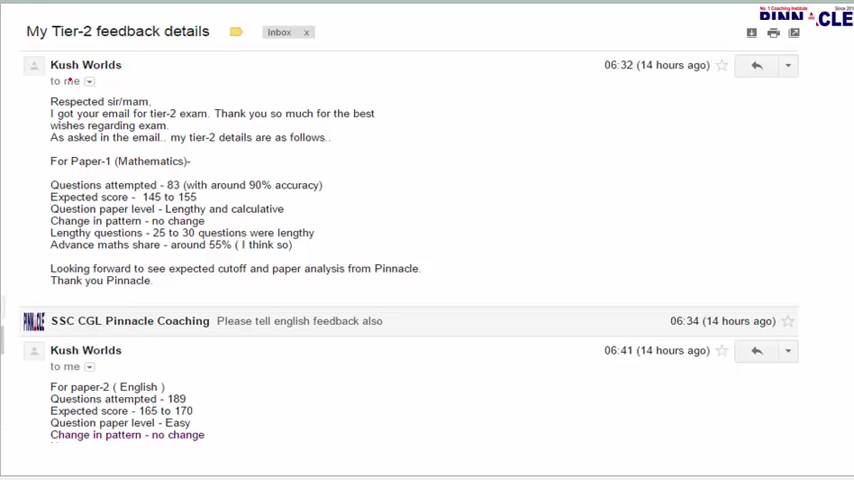 No. 1 Coaching Institute
PINNACLE
My Tier-2 feedback details
Inbox x
Kush Worlds
06:32 (14 hours ago)
to me
Respected sir/mam,
I got your email for tier-2 exam. Thank you so much for the best
wishes regarding exam.
As asked in the email.. my tier-2 details are as follows..
For Paper-1 (Mathematics)-
Questions attempted - 83 (with around 90% accuracy)
Expected score - 145 to 155
Question paper level - Lengthy and calculative
Change in pattern - no change
Lengthy questions - 25 to 30 questions were lengthy
Advance maths share - around 55% ( I think so)
Looking forward to see expected cutoff and paper analysis from Pinnacle.
Thank you Pinnacle.
PINNACLE
SSC CGL Pinnacle Coaching Please tell english feedback also 06:34 (14 hours ago)
Kush Worlds
06:41 (14 hours ago)
to me
For paper-2 ( English )
Questions attempted - 189
Expected score - 165 to 170
Question paper level - Easy
Change in pattern - no change